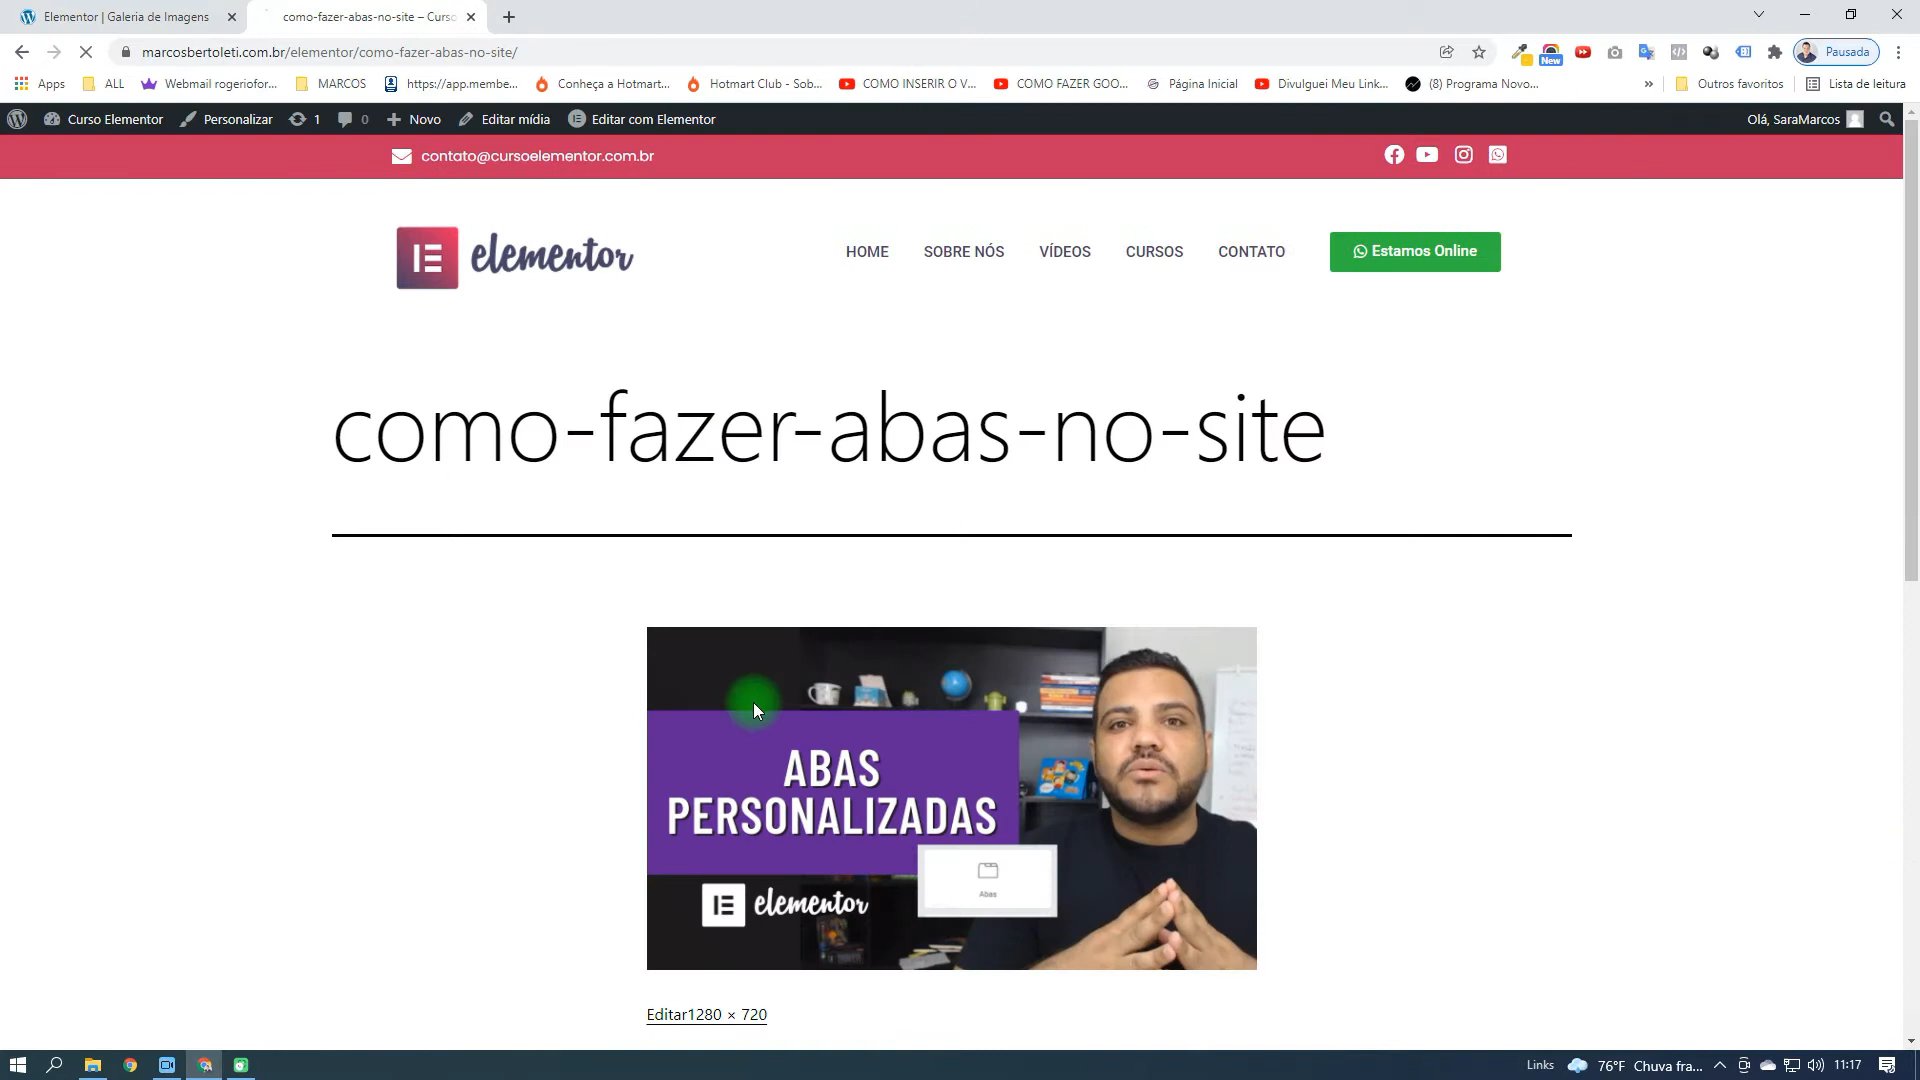 Elementor | Galeria de Imagens
como-fazer-abas-no-site – Curso
marcosbertoleti.com.br/elementor/como-fazer-abas-no-site/
New
Pausada
Apps
ALL
Webmail rogeriofor...
MARCOS
https://app.membe...
Conheça a Hotmart...
Hotmart Club - Sob...
COMO INSERIR O V...
COMO FAZER GOO...
Página Inicial
Divulguei Meu Link...
(8) Programa Novo...
»
Outros favoritos
Lista de leitura
Curso Elementor
Personalizar
1
0
Novo
Editar mídia
Editar com Elementor
Olá, SaraMarcos
contato@cursoelementor.com.br
elementor
HOME
SOBRE NÓS
VÍDEOS
CURSOS
CONTATO
Estamos Online
como-fazer-abas-no-site
ABAS
PERSONALIZADAS
Abas
elementor
Editar1280 × 720
Links
76°F Chuva fra...
11:17